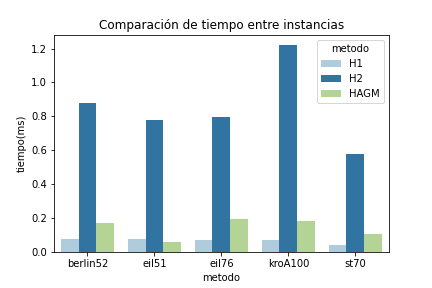 Comparación de tiempo entre instancias
metodo
H1
H2
HAGM
tiempo(ms)
1.2
1.0
0.8
0.6
0.4
0.2
0.0
berlin52 eil51 eil76 kroA100 st70
metodo